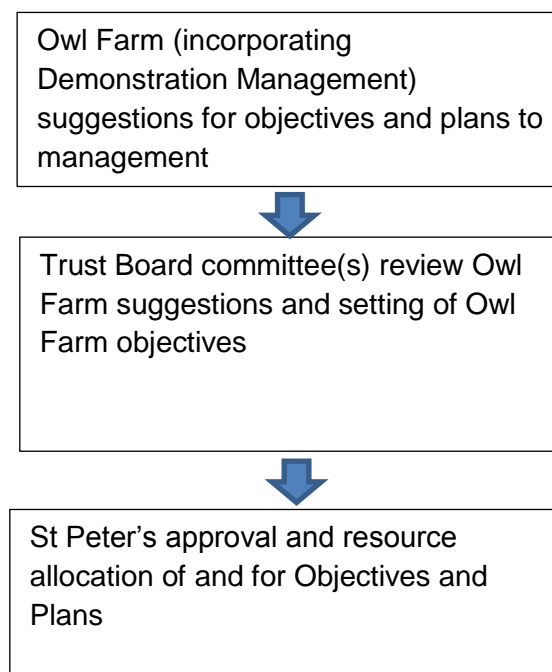 Owl Farm (incorporating
Demonstration Management)
suggestions for objectives and plans to
management
Trust Board committee(s) review Owl
Farm suggestions and setting of Owl
Farm objectives
St Peter’s approval and resource
allocation of and for Objectives and
Plans